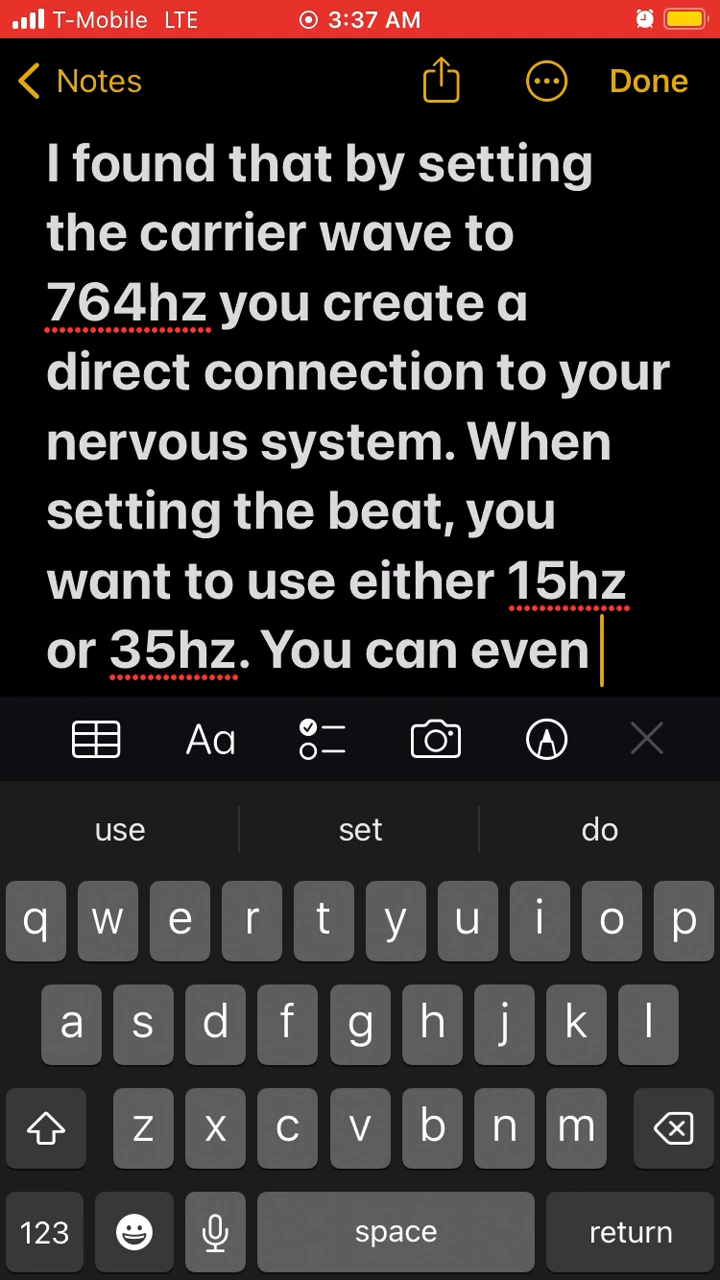 T-Mobile LTE 3:37 AM
Notes Done
I found that by setting
the carrier wave to
764hz you create a
direct connection to your
nervous system. When
setting the beat, you
want to use either 15hz
or 35hz. You can even
Aa
use set do
q w e r t y u i o p
a s d f g h j k l
z x c v b n m
123 space return